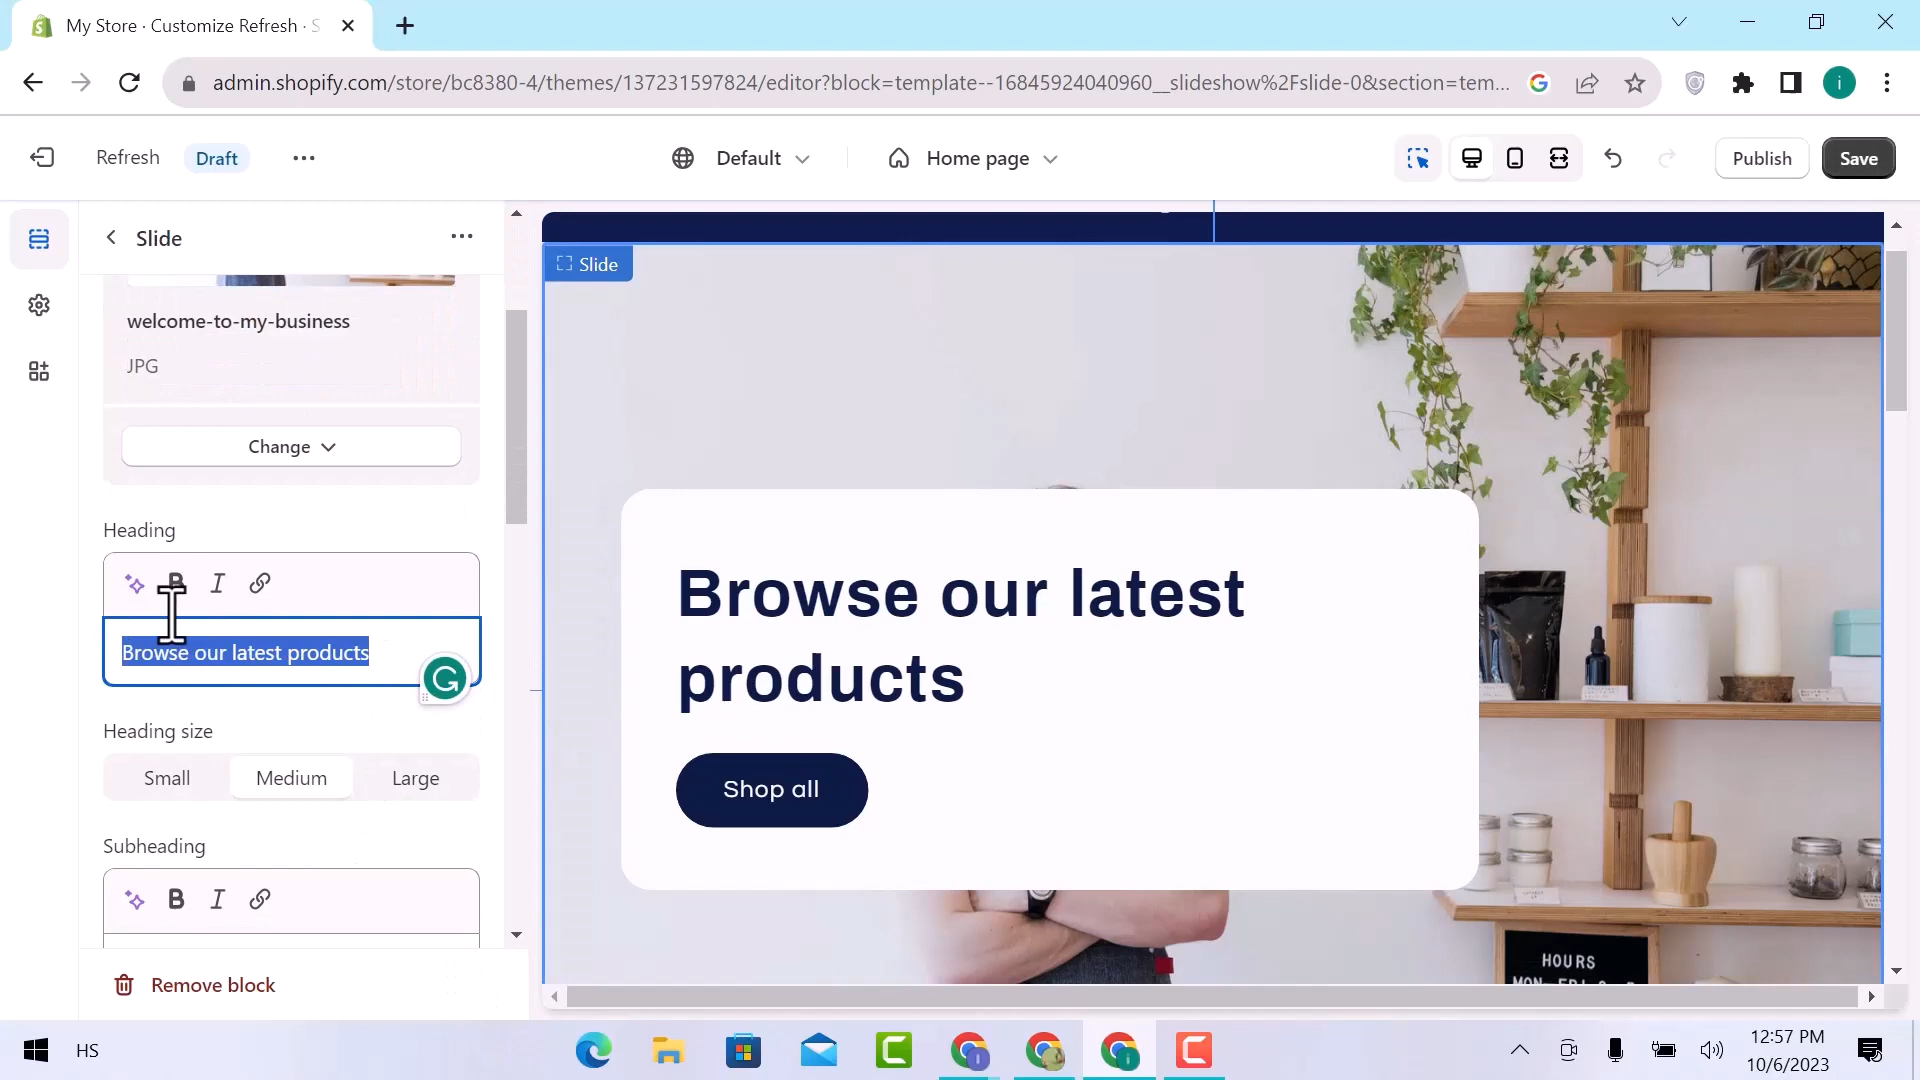 My Store · Customize Refresh · S
admin.shopify.com/store/bc8380-4/themes/137231597824/editor?block=template--16845924040960__slideshow%2Fslide-0&section=tem...
Refresh
Draft
Default
Home page
Publish
Save
Slide
welcome-to-my-business
JPG
Change
Heading
B I
Browse our latest products
Heading size
Small
Medium
Large
Subheading
B I
Remove block
Slide
Browse our latest
products
Shop all
HOURS
HS
12:57 PM
10/6/2023